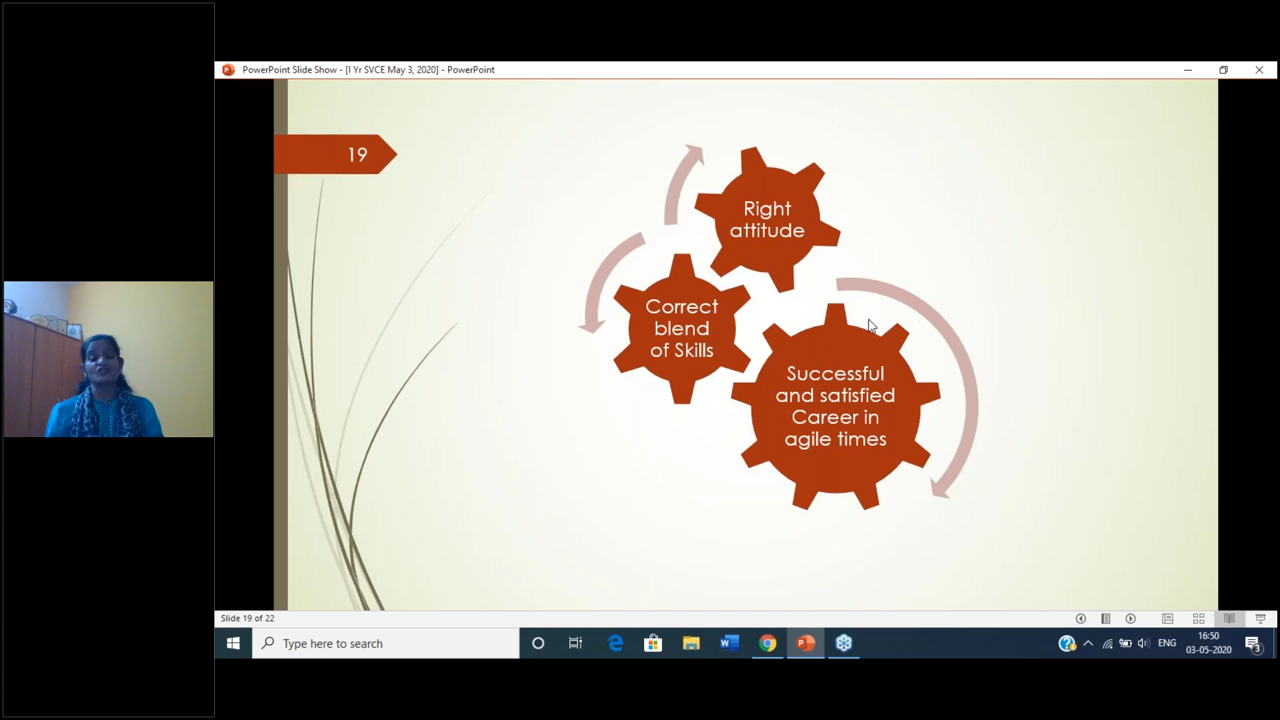 PowerPoint Slide Show - [I Yr SVCE May 3, 2020] - PowerPoint
19
Right
attitude
Correct
blend
of Skills
Successful
and satisfied
Career in
agile times
Slide 19 of 22
Type here to search
ENG
16:50
03-05-2020
3